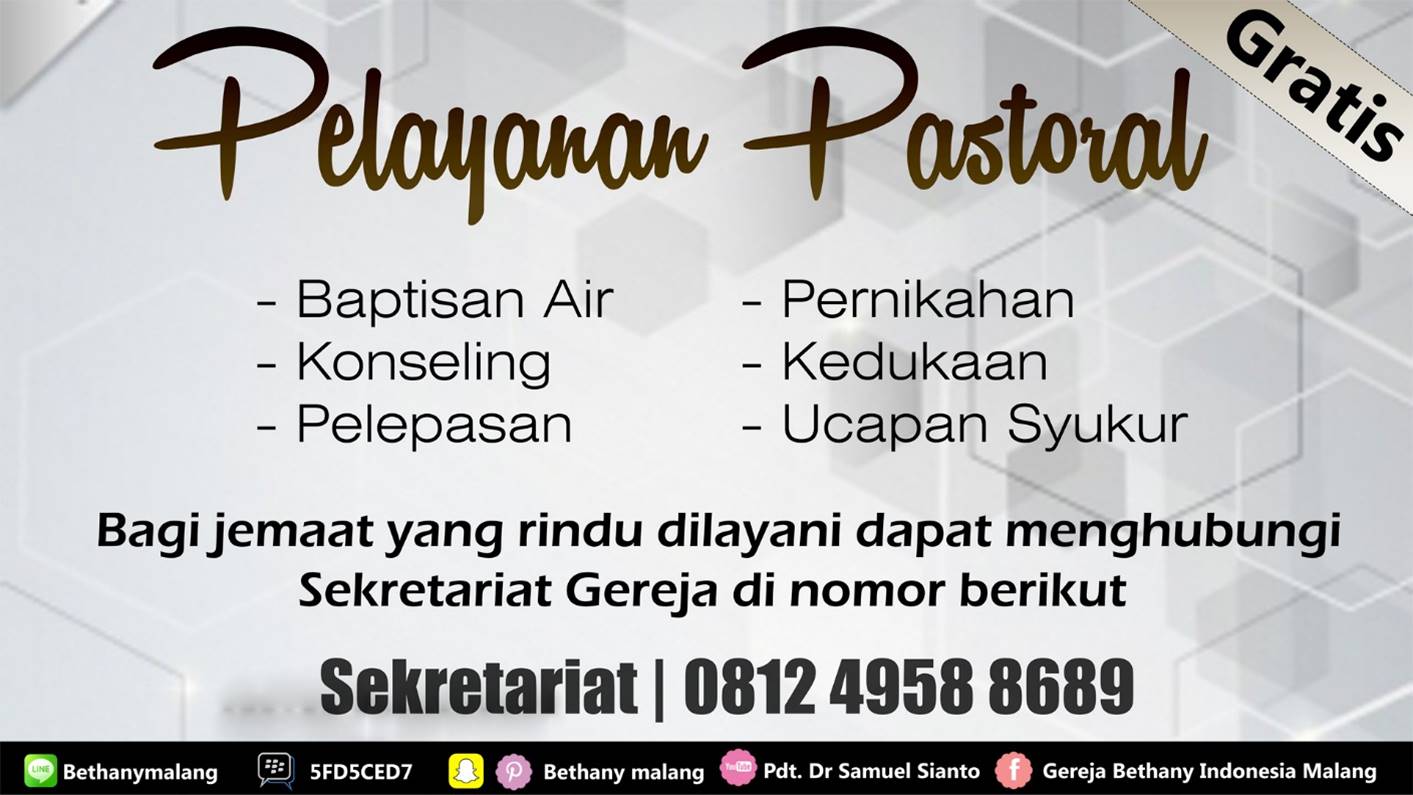 Gratis
Pelayanan Pastoral
- Baptisan Air
- Konseling
- Pelepasan
- Pernikahan
- Kedukaan
- Ucapan Syukur
Bagi jemaat yang rindu dilayani dapat menghubungi
Sekretariat Gereja di nomor berikut
Sekretariat | 0812 4958 8689
LINE Bethanymalang 5FD5CED7 Bethany malang YouTube Pdt. Dr Samuel Sianto Gereja Bethany Indonesia Malang